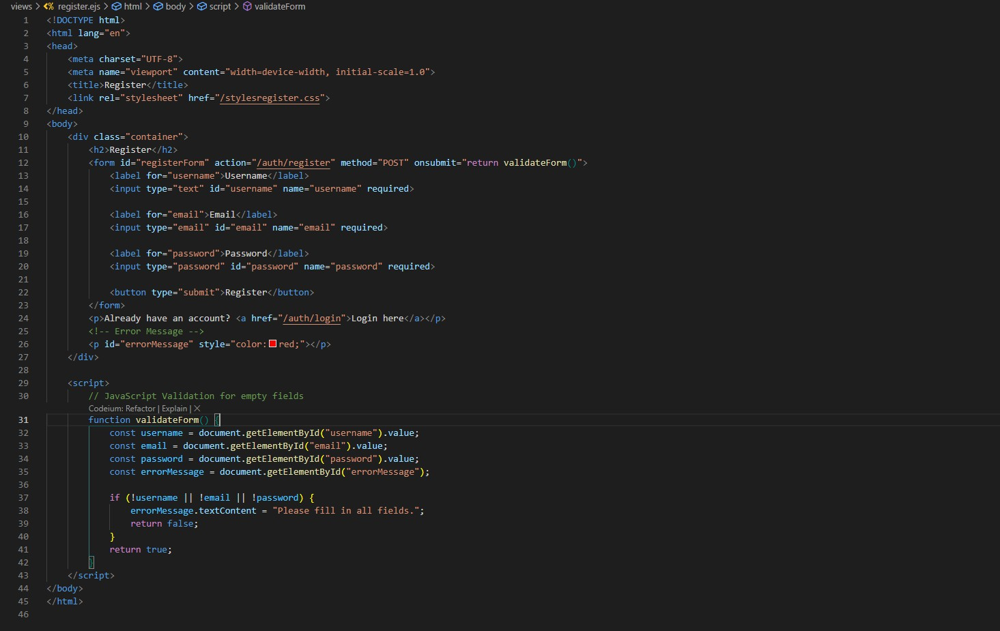 views > register.ejs > html > body > script > validateForm
1 <!DOCTYPE html>
2 <html lang="en">
3 <head>
4     <meta charset="UTF-8">
5     <meta name="viewport" content="width=device-width, initial-scale=1.0">
6     <title>Register</title>
7     <link rel="stylesheet" href="/stylesregister.css">
8 </head>
9 <body>
10     <div class="container">
11         <h2>Register</h2>
12         <form id="registerForm" action="/auth/register" method="POST" onsubmit="return validateForm()">
13             <label for="username">Username</label>
14             <input type="text" id="username" name="username" required>
15
16             <label for="email">Email</label>
17             <input type="email" id="email" name="email" required>
18
19             <label for="password">Password</label>
20             <input type="password" id="password" name="password" required>
21
22             <button type="submit">Register</button>
23         </form>
24         <p>Already have an account? <a href="/auth/login">Login here</a></p>
25         <!-- Error Message -->
26         <p id="errorMessage" style="color: red;"></p>
27     </div>
28
29     <script>
30         // JavaScript Validation for empty fields
Codeium: Refactor | Explain | X
31         function validateForm() {
32             const username = document.getElementById("username").value;
33             const email = document.getElementById("email").value;
34             const password = document.getElementById("password").value;
35             const errorMessage = document.getElementById("errorMessage");
36
37             if (!username || !email || !password) {
38                 errorMessage.textContent = "Please fill in all fields.";
39                 return false;
40             }
41             return true;
42         }
43     </script>
44 </body>
45 </html>
46